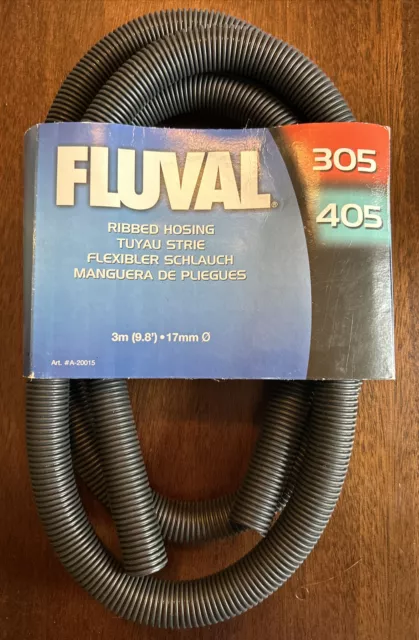 FLUVAL®
305
405
RIBBED HOSING
TUYAU STRIE
FLEXIBLER SCHLAUCH
MANGUERA DE PLIEGUES
3m (9.8') • 17mm Ø
Art. #A-20015